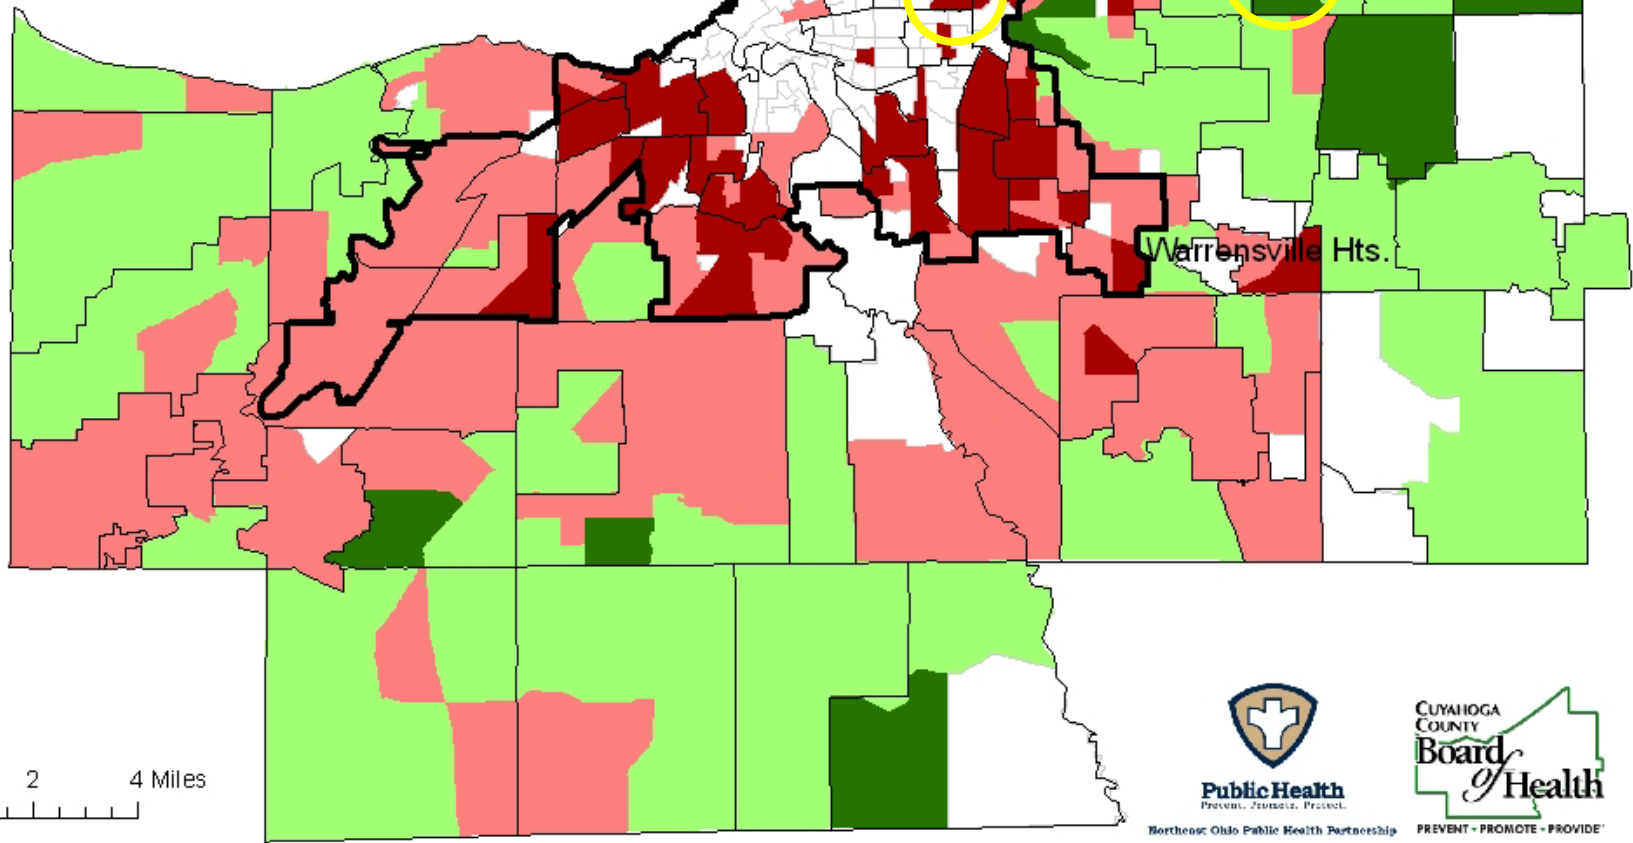 Warrensville Hts.
2 4 Miles
Public Health
Prevent. Promote. Protect.
Northeast Ohio Public Health Partnership
CUYAHOGA
COUNTY
Board
of Health
PREVENT • PROMOTE • PROVIDE